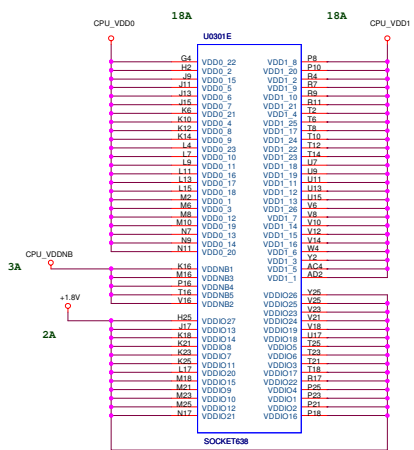 18A 18A
CPU_VDD0 U0301E CPU_VDD1
G4 VDD0_22 VDD1_8 P8
H2 VDD0_2 VDD1_20 P10
J9 VDD0_15 VDD1_2 R4
J11 VDD0_5 VDD1_9 R7
J13 VDD0_6 VDD1_10 R9
J15 VDD0_7 VDD1_21 R11
K6 VDD0_21 VDD1_4 T2
K10 VDD0_4 VDD1_25 T6
K12 VDD0_8 VDD1_17 T8
K14 VDD0_9 VDD1_24 T10
L4 VDD0_23 VDD1_22 T12
L7 VDD0_10 VDD1_23 T14
L9 VDD0_11 VDD1_18 U7
L11 VDD0_16 VDD1_11 U9
L13 VDD0_17 VDD1_19 U11
L15 VDD0_18 VDD1_12 U13
M2 VDD0_1 VDD1_13 U15
M6 VDD0_3 VDD1_26 V6
M8 VDD0_12 VDD1_7 V8
M10 VDD0_19 VDD1_14 V10
N7 VDD0_13 VDD1_15 V12
N9 VDD0_14 VDD1_16 V14
N11 VDD0_20 VDD1_6 W4
VDD1_3 Y2
3A CPU_VDDNB
K16 VDDNB1 VDD1_5 AC4
M16 VDDNB3 VDD1_1 AD2
P16 VDDNB4
T16 VDDNB5 VDDIO26 Y25
V16 VDDNB2 VDDIO25 V25
+1.8V
VDDIO23 V23
H25 VDDIO27 VDDIO24 V21
J17 VDDIO13 VDDIO19 V18
2A
K18 VDDIO14 VDDIO18 U17
K21 VDDIO8 VDDIO5 T25
K23 VDDIO7 VDDIO6 T23
K25 VDDIO11 VDDIO3 T21
L17 VDDIO20 VDDIO17 T18
M18 VDDIO15 VDDIO22 R17
M21 VDDIO9 VDDIO4 P25
M23 VDDIO10 VDDIO1 P23
M25 VDDIO12 VDDIO2 P21
N17 VDDIO21 VDDIO16 P18
SOCKET638